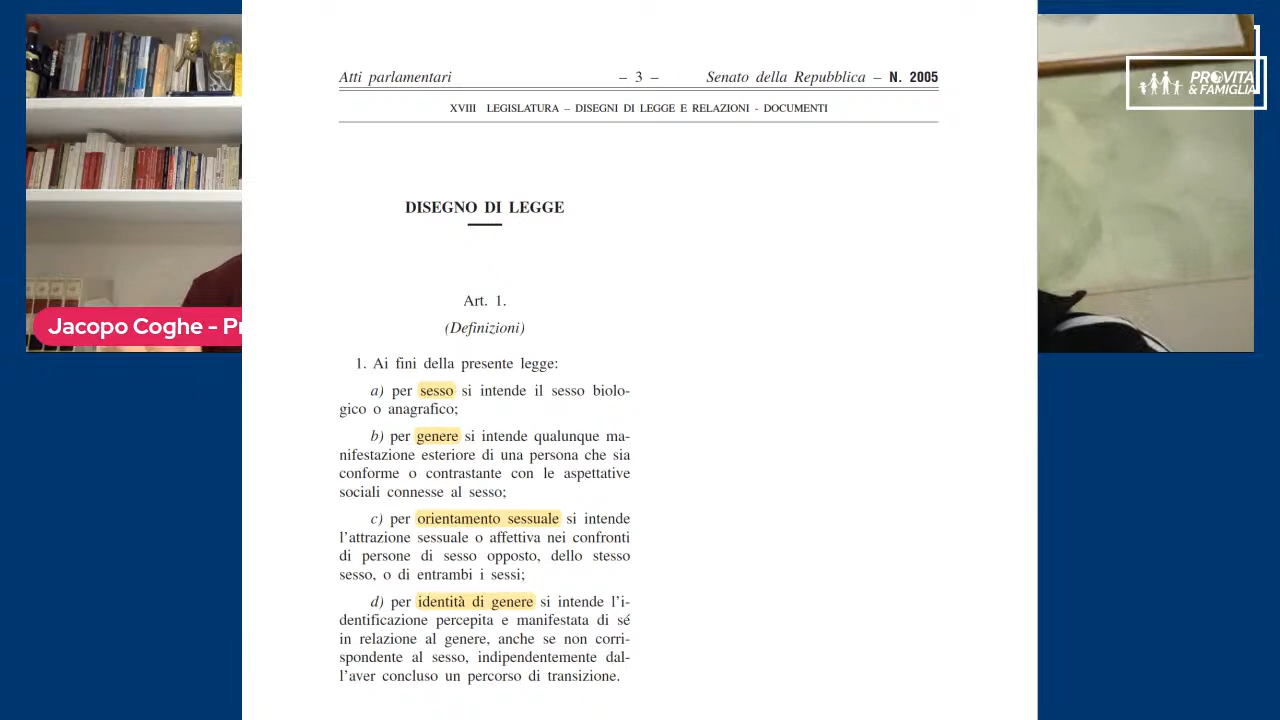 Atti parlamentari – 3 – Senato della Repubblica – N. 2005
XVIII LEGISLATURA – DISEGNI DI LEGGE E RELAZIONI - DOCUMENTI
PROVITA
& FAMIGLIA
DISEGNO DI LEGGE
Art. 1.
(Definizioni)
Jacopo Coghe - Pr
1. Ai fini della presente legge:
a) per sesso si intende il sesso biolo-
gico o anagrafico;
b) per genere si intende qualunque ma-
nifestazione esteriore di una persona che sia
conforme o contrastante con le aspettative
sociali connesse al sesso;
c) per orientamento sessuale si intende
l'attrazione sessuale o affettiva nei confronti
di persone di sesso opposto, dello stesso
sesso, o di entrambi i sessi;
d) per identità di genere si intende l'i-
dentificazione percepita e manifestata di sé
in relazione al genere, anche se non corri-
spondente al sesso, indipendentemente dal-
l'aver concluso un percorso di transizione.